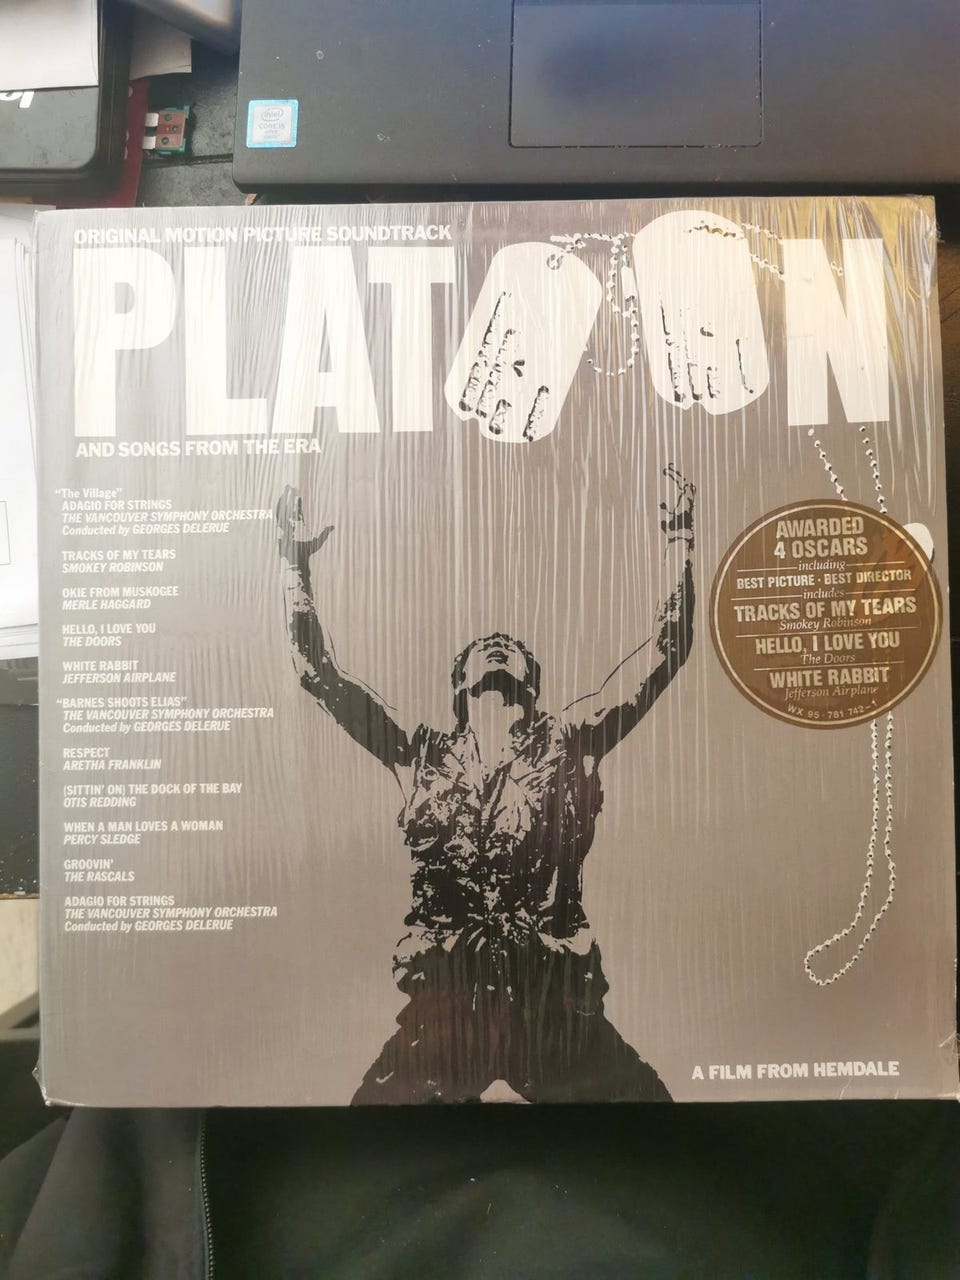 intel
CORE i5
ORIGINAL MOTION PICTURE SOUNDTRACK
PLATOON
AND SONGS FROM THE ERA
"The Village"
ADAGIO FOR STRINGS
THE VANCOUVER SYMPHONY ORCHESTRA
Conducted by GEORGES DELERUE
TRACKS OF MY TEARS
SMOKEY ROBINSON
OKIE FROM MUSKOGEE
MERLE HAGGARD
HELLO, I LOVE YOU
THE DOORS
WHITE RABBIT
JEFFERSON AIRPLANE
"BARNES SHOOTS ELIAS"
THE VANCOUVER SYMPHONY ORCHESTRA
Conducted by GEORGES DELERUE
RESPECT
ARETHA FRANKLIN
(SITTIN' ON) THE DOCK OF THE BAY
OTIS REDDING
WHEN A MAN LOVES A WOMAN
PERCY SLEDGE
GROOVIN'
THE RASCALS
ADAGIO FOR STRINGS
THE VANCOUVER SYMPHONY ORCHESTRA
Conducted by GEORGES DELERUE
AWARDED
4 OSCARS
including
BEST PICTURE · BEST DIRECTOR
includes
TRACKS OF MY TEARS
Smokey Robinson
HELLO, I LOVE YOU
The Doors
WHITE RABBIT
Jefferson Airplane
WX 95 · 781 742-1
A FILM FROM HEMDALE